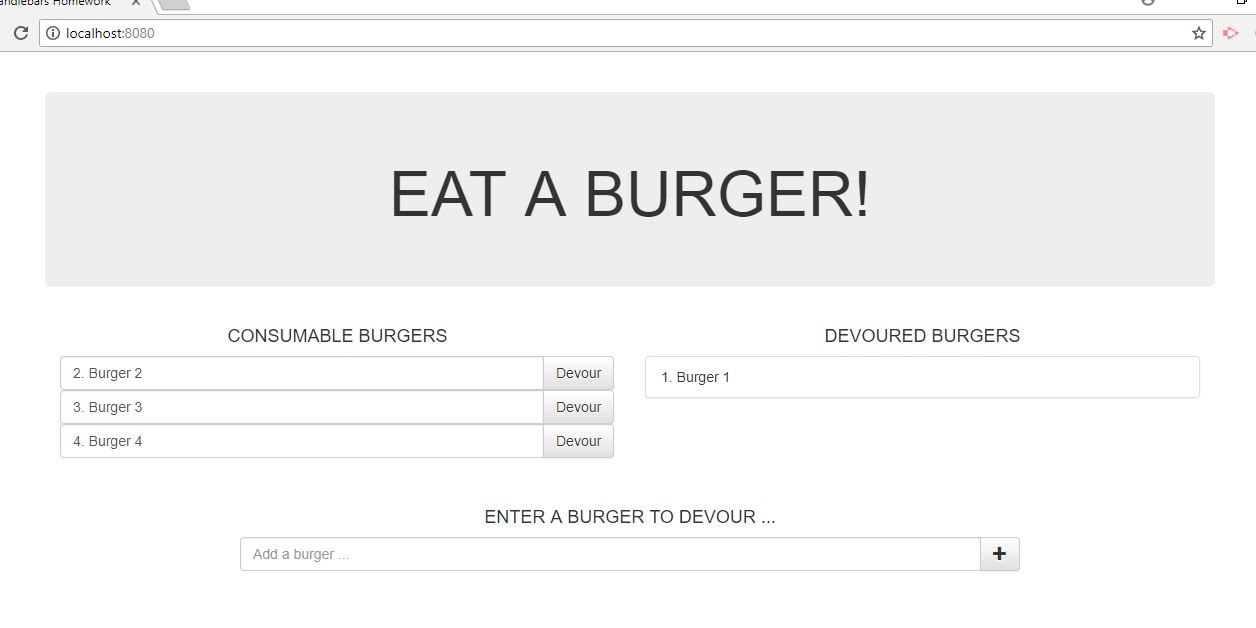 andlebars Homework
localhost:8080
EAT A BURGER!
CONSUMABLE BURGERS
2. Burger 2 Devour
3. Burger 3 Devour
4. Burger 4 Devour
DEVOURED BURGERS
1. Burger 1
ENTER A BURGER TO DEVOUR ...
Add a burger ...